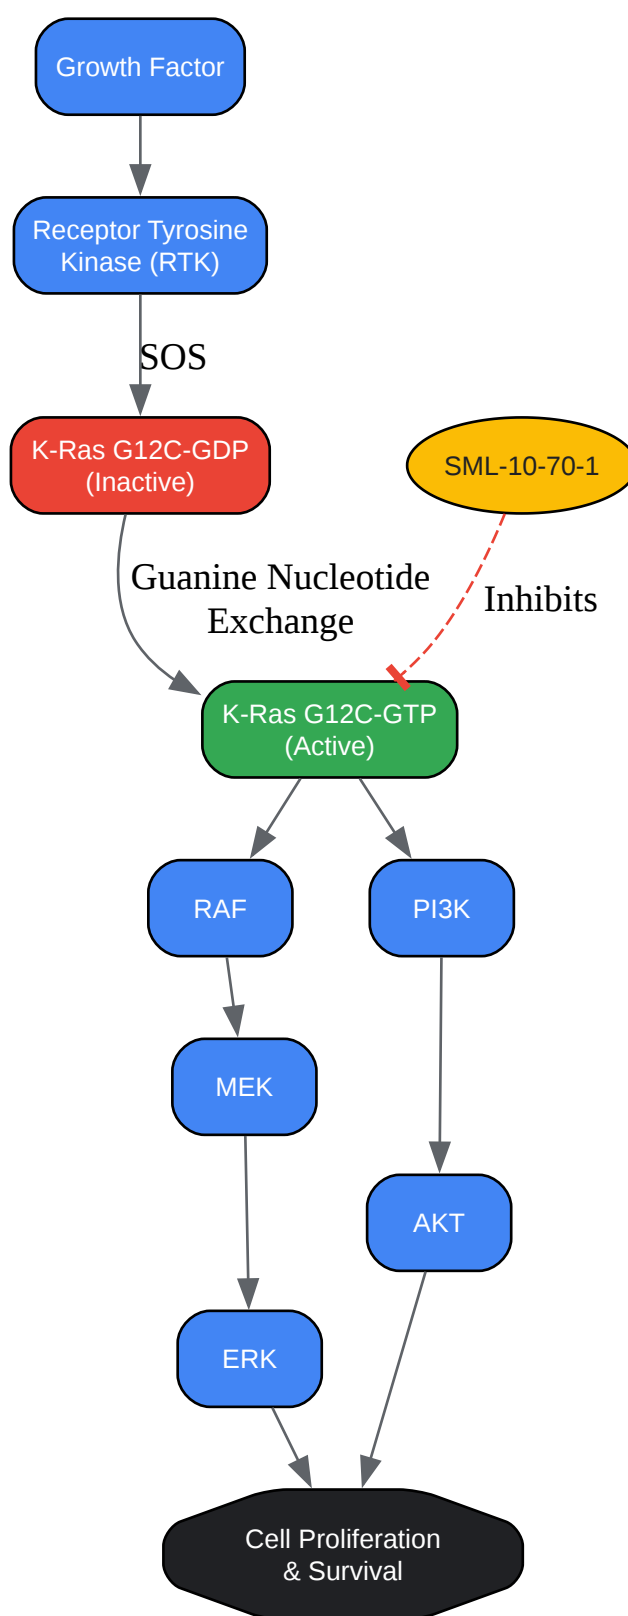 Growth Factor
Receptor Tyrosine
Kinase (RTK)
SOS
K-Ras G12C-GDP
(Inactive)
SML-10-70-1
Guanine Nucleotide
Exchange
Inhibits
K-Ras G12C-GTP
(Active)
RAF
PI3K
MEK
AKT
ERK
Cell Proliferation
& Survival